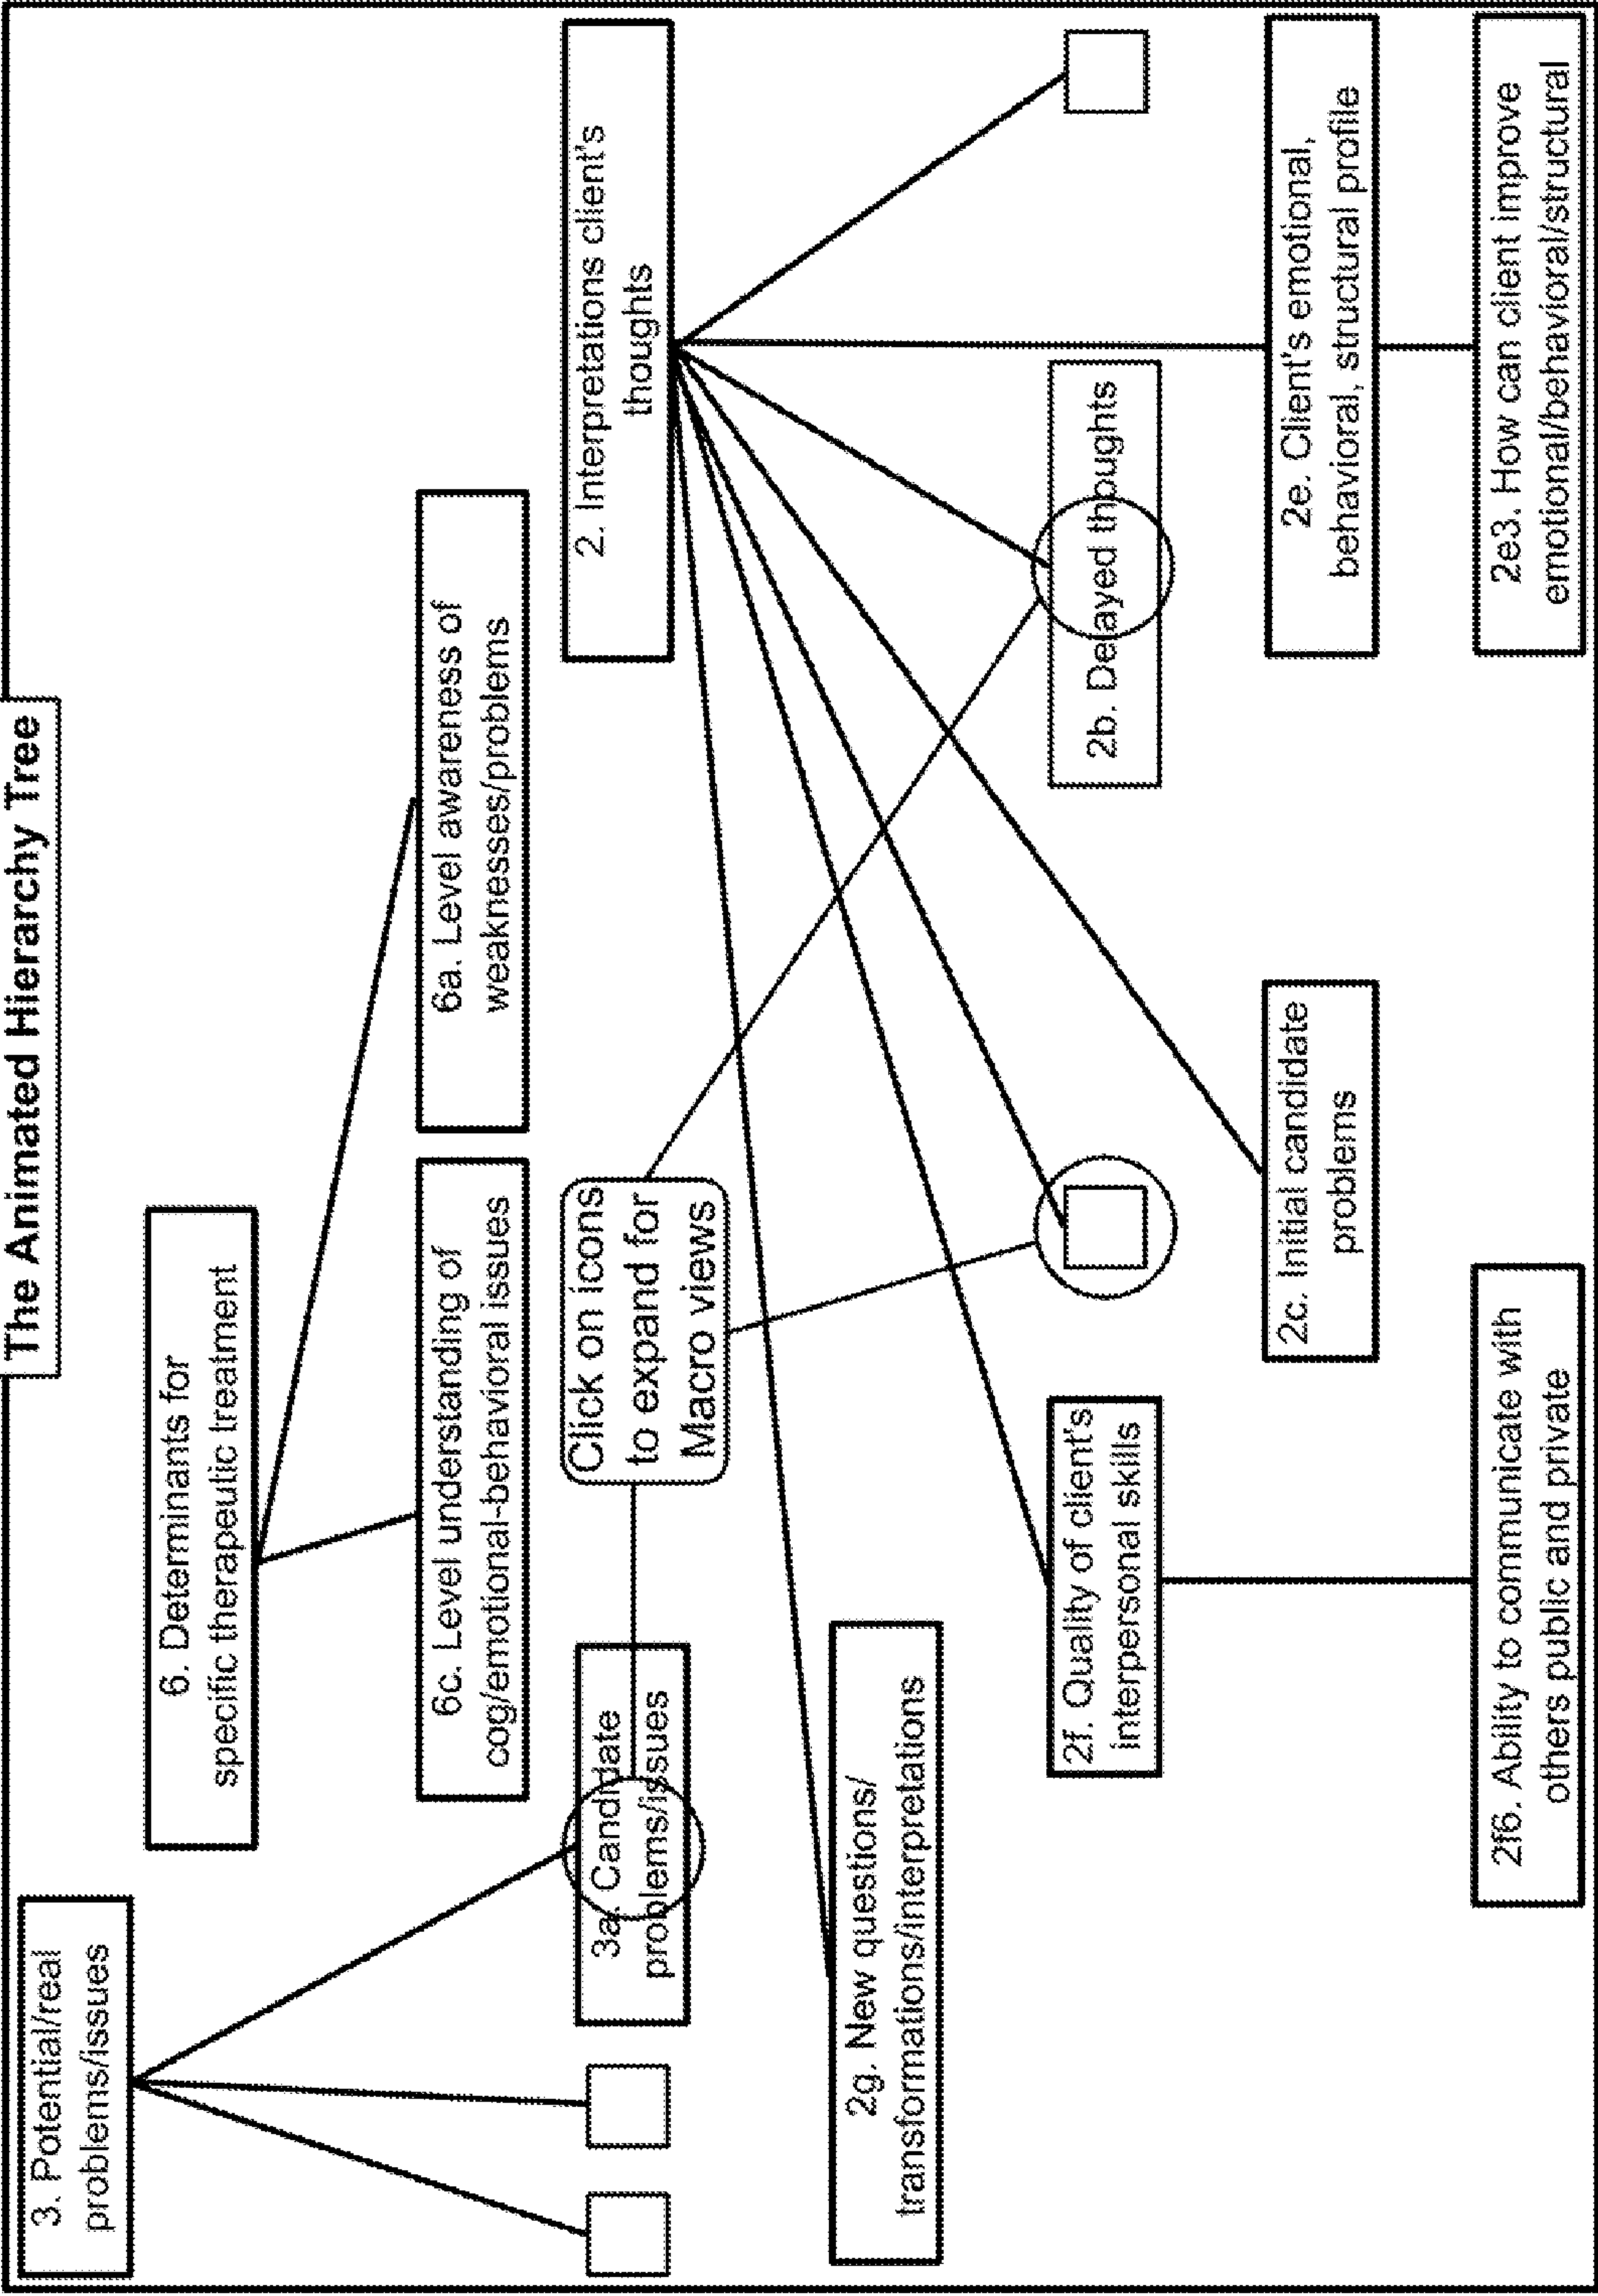 The Animated Hierarchy Tree
3. Potential/real
problems/issues
6. Determinants for
specific therapeutic treatment
6c. Level understanding of
cog/emotional-behavioral issues
6a. Level awareness of
weaknesses/problems
3a. Candidate
problems/issues
Click on icons
to expand for
Macro views
2. Interpretations client's
thoughts
2g. New questions/
transformations/interpretations
2f. Quality of client's
interpersonal skills
2b. Delayed thoughts
2c. Initial candidate
problems
2e. Client's emotional,
behavioral, structural profile
2f6. Ability to communicate with
others public and private
2e3. How can client improve
emotional/behavioral/structural